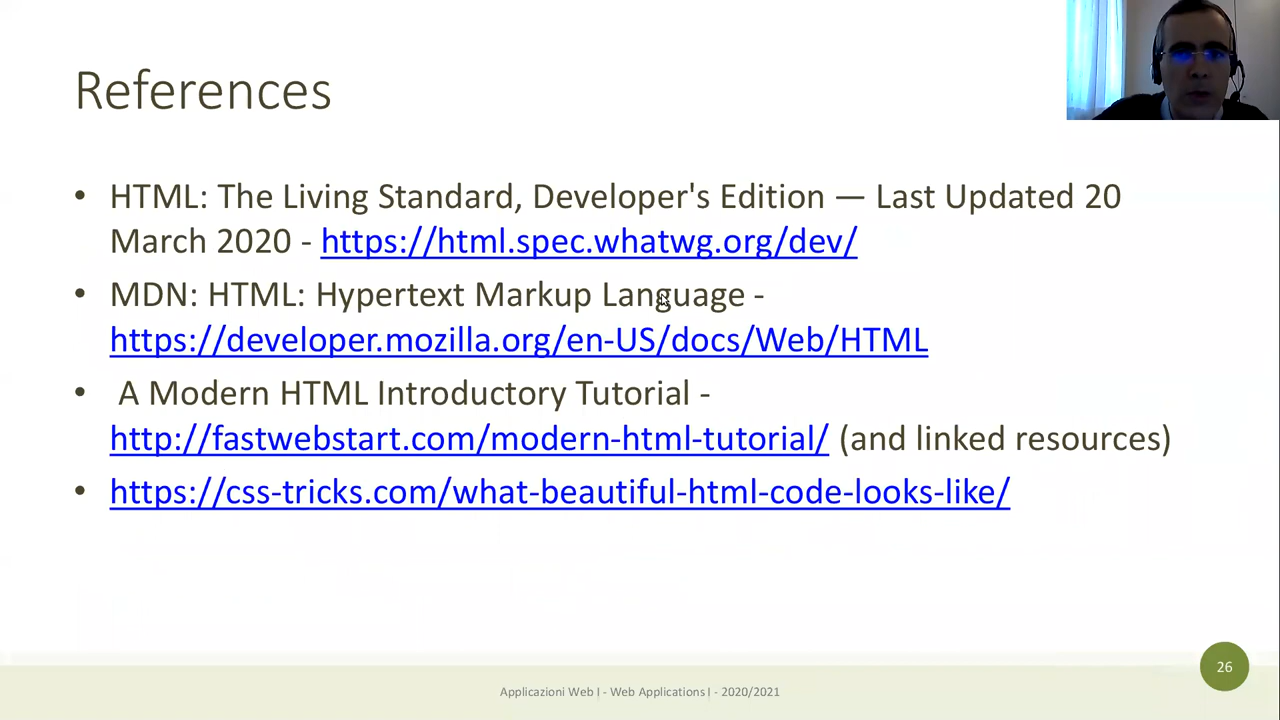 References
• HTML: The Living Standard, Developer's Edition — Last Updated 20
March 2020 - https://html.spec.whatwg.org/dev/
• MDN: HTML: Hypertext Markup Language -
https://developer.mozilla.org/en-US/docs/Web/HTML
• A Modern HTML Introductory Tutorial -
http://fastwebstart.com/modern-html-tutorial/ (and linked resources)
• https://css-tricks.com/what-beautiful-html-code-looks-like/
26
Applicazioni Web I - Web Applications I - 2020/2021